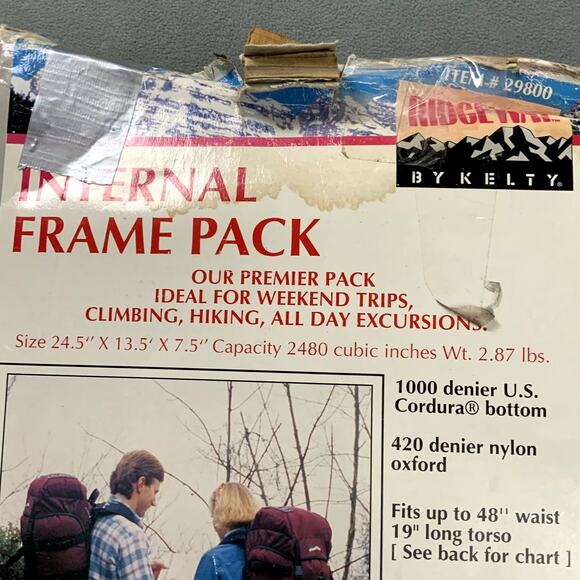 ITEM # 29800
RIDGEWAY
BY KELTY®
INTERNAL
FRAME PACK
OUR PREMIER PACK
IDEAL FOR WEEKEND TRIPS,
CLIMBING, HIKING, ALL DAY EXCURSIONS.
Size 24.5‘’ X 13.5‘ X 7.5‘’ Capacity 2480 cubic inches Wt. 2.87 lbs.
1000 denier U.S.
Cordura® bottom
420 denier nylon
oxford
Fits up to 48'' waist
19" long torso
[ See back for chart ]